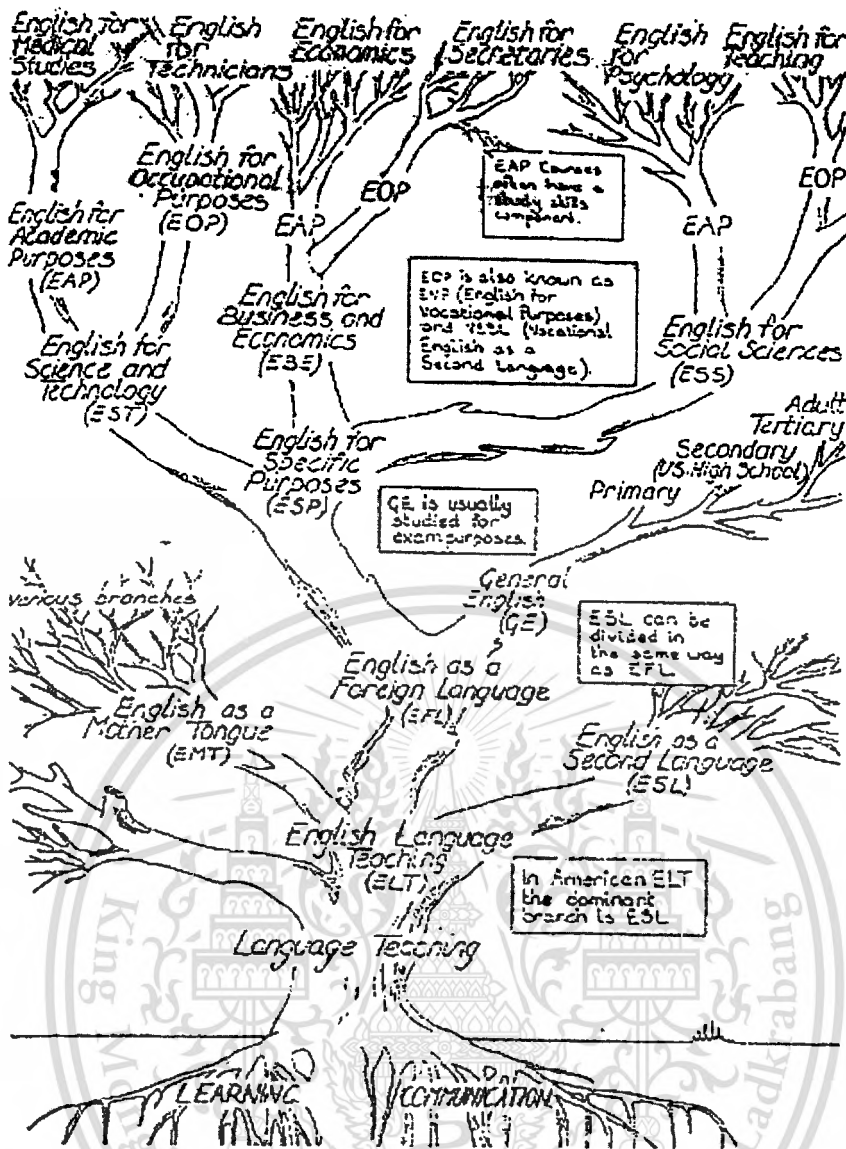 English for
Medical
Studies
English
for
Technicians
English for
Economics
English for
Secretaries
English
for
Psychology
English for
Teaching
English for
Occupational
Purposes
(EOP)
EAP
EOP
EAP Courses
often have a
study skills
component.
EAP
EOP
English for
Academic
Purposes
(EAP)
English for
Science and
Technology
(EST)
English for
Business and
Economics
(EBE)
EOP is also known as
EVP (English for
Vocational Purposes)
and VESL (Vocational
English as a
Second Language).
English for
Social Sciences
(ESS)
English for
Specific
Purposes
(ESP)
Adult
Tertiary
Secondary
(US. High School)
Primary
GE is usually
studied for
exam purposes.
General
English
(GE)
various branches
ESL can be
divided in
the same way
as EFL
English as a
Foreign Language
(EFL)
English as a
Mother Tongue
(EMT)
English as a
Second Language
(ESL)
English Language
Teaching
(ELT)
In American ELT
the dominant
branch is ESL
Language Teaching
LEARNING
COMMUNICATION
King
Ladkrabang